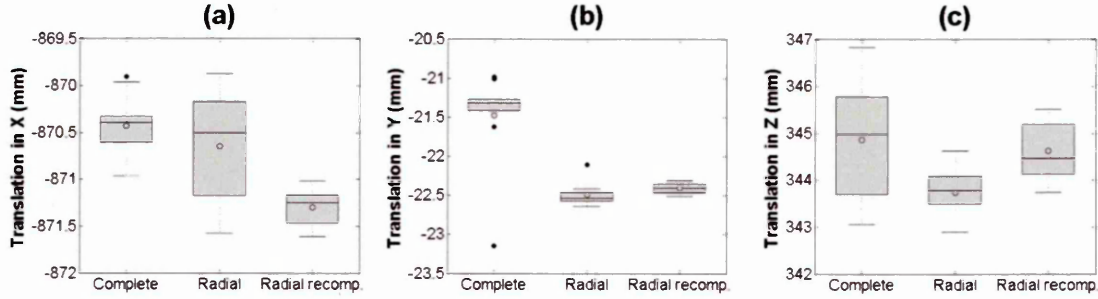 (a)
(b)
(c)
Translation in X (mm)
-869.5
-870
-870.5
-871
-871.5
-872
Complete
Radial
Radial recomp.
Translation in Y (mm)
-20.5
-21
-21.5
-22
-22.5
-23
-23.5
Complete
Radial
Radial recomp.
Translation in Z (mm)
347
346
345
344
343
342
Complete
Radial
Radial recomp.